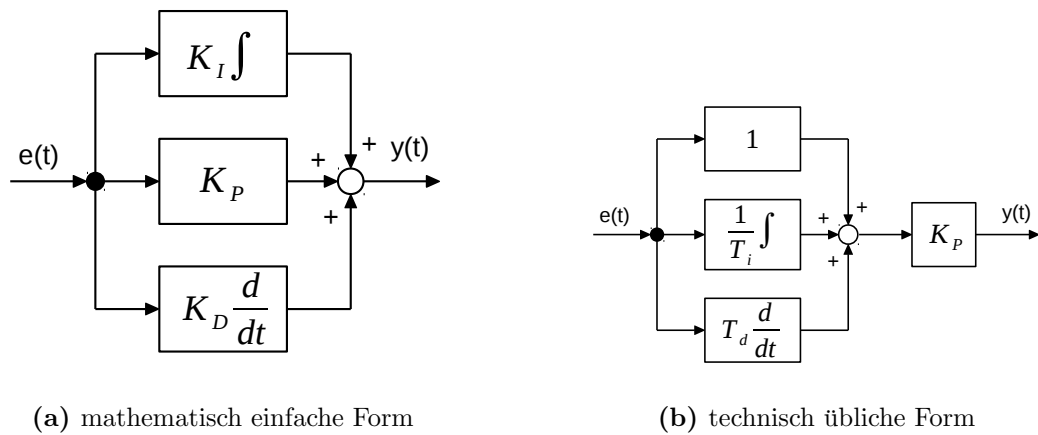 K_I ∫
e(t)
K_P
+
+
+
y(t)
K_D d/dt
(a) mathematisch einfache Form
1
e(t)
1/T_i ∫
+
+
+
K_P
y(t)
T_d d/dt
(b) technisch übliche Form